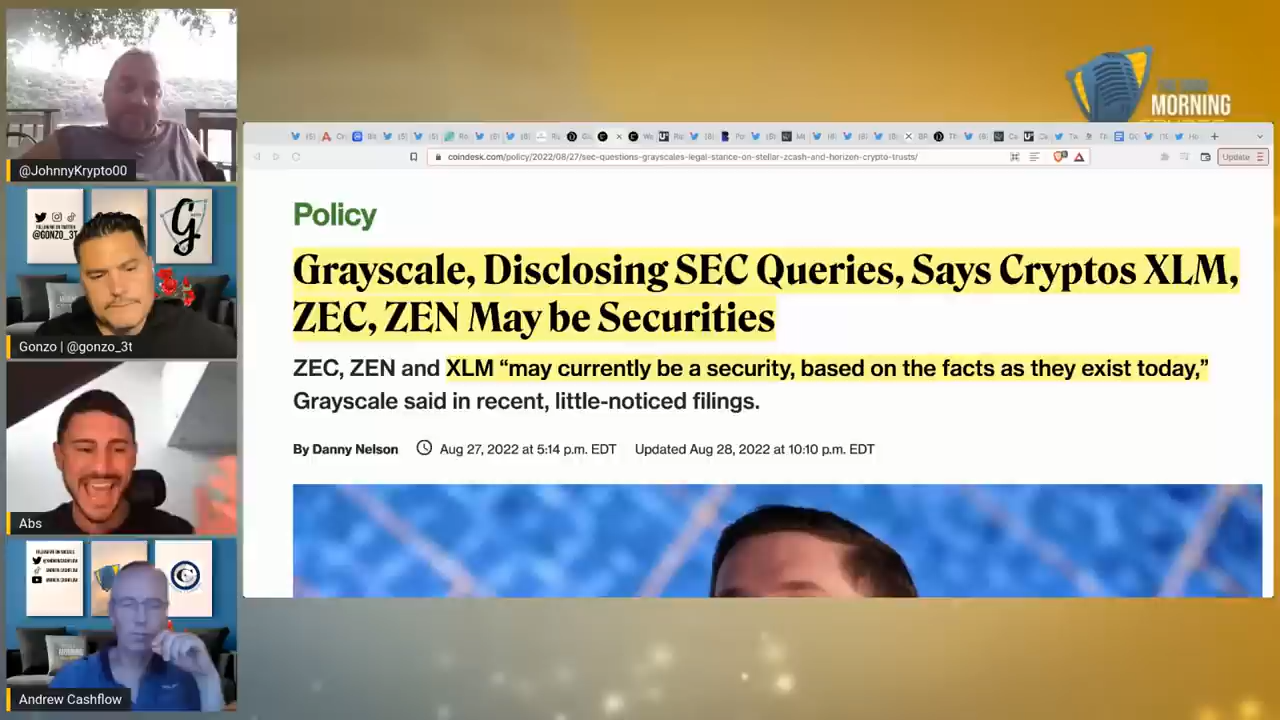 MORNING
@JohnnyKrypto00
@GONZO_3T
G
Gonzo | @gonzo_3t
Abs
Andrew Cashflow
coindesk.com/policy/2022/08/27/sec-questions-grayscales-legal-stance-on-stellar-zcash-and-horizen-crypto-trusts/
Update
Policy
Grayscale, Disclosing SEC Queries, Says Cryptos XLM,
ZEC, ZEN May be Securities
ZEC, ZEN and XLM “may currently be a security, based on the facts as they exist today,”
Grayscale said in recent, little-noticed filings.
By Danny Nelson Aug 27, 2022 at 5:14 p.m. EDT Updated Aug 28, 2022 at 10:10 p.m. EDT